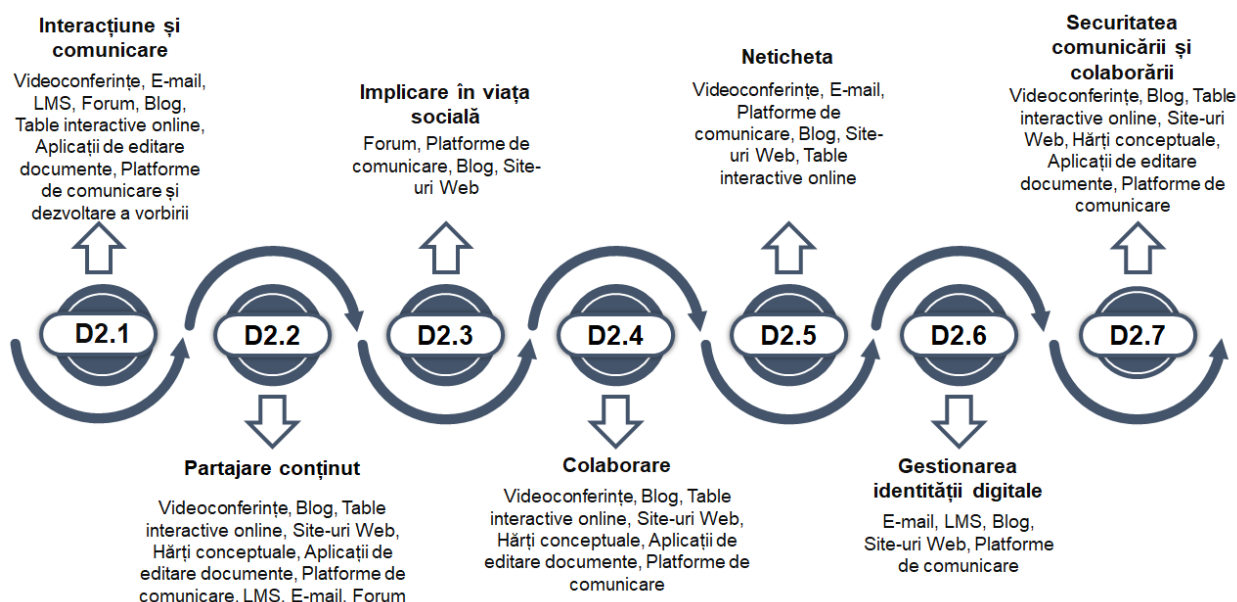 Interacțiune și
comunicare
Videoconferințe, E-mail,
LMS, Forum, Blog,
Table interactive online,
Aplicații de editare
documente, Platforme
de comunicare și
dezvoltare a vorbirii
Implicare în viața
socială
Forum, Platforme de
comunicare, Blog, Site-
uri Web
Neticheta
Videoconferințe, E-mail,
Platforme de
comunicare, Blog, Site-
uri Web, Table
interactive online
Securitatea
comunicării și
colaborării
Videoconferințe, Blog, Table
interactive online, Site-uri
Web, Hărți conceptuale,
Aplicații de editare
documente, Platforme de
comunicare
D2.1
D2.2
D2.3
D2.4
D2.5
D2.6
D2.7
Partajare conținut
Videoconferințe, Blog, Table
interactive online, Site-uri Web,
Hărți conceptuale, Aplicații de
editare documente, Platforme de
comunicare, LMS, E-mail, Forum
Colaborare
Videoconferințe, Blog, Table
interactive online, Site-uri Web,
Hărți conceptuale, Aplicații de
editare documente, Platforme de
comunicare
Gestionarea
identității digitale
E-mail, LMS, Blog,
Site-uri Web, Platforme
de comunicare